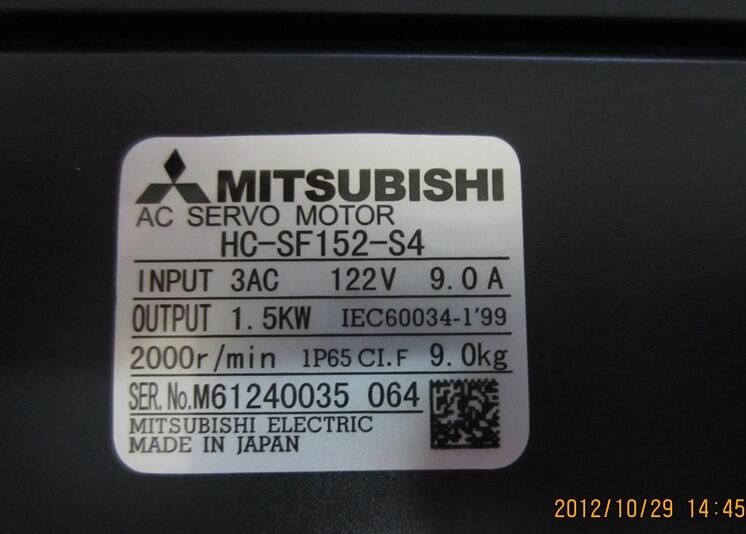 MITSUBISHI
AC SERVO MOTOR
HC-SF152-S4
INPUT 3AC 122V 9.0 A
OUTPUT 1.5KW IEC60034-1'99
2000r/min IP65 CI.F 9.0kg
SER.No.M61240035 064
MITSUBISHI ELECTRIC
MADE IN JAPAN
2012/10/29 14:45